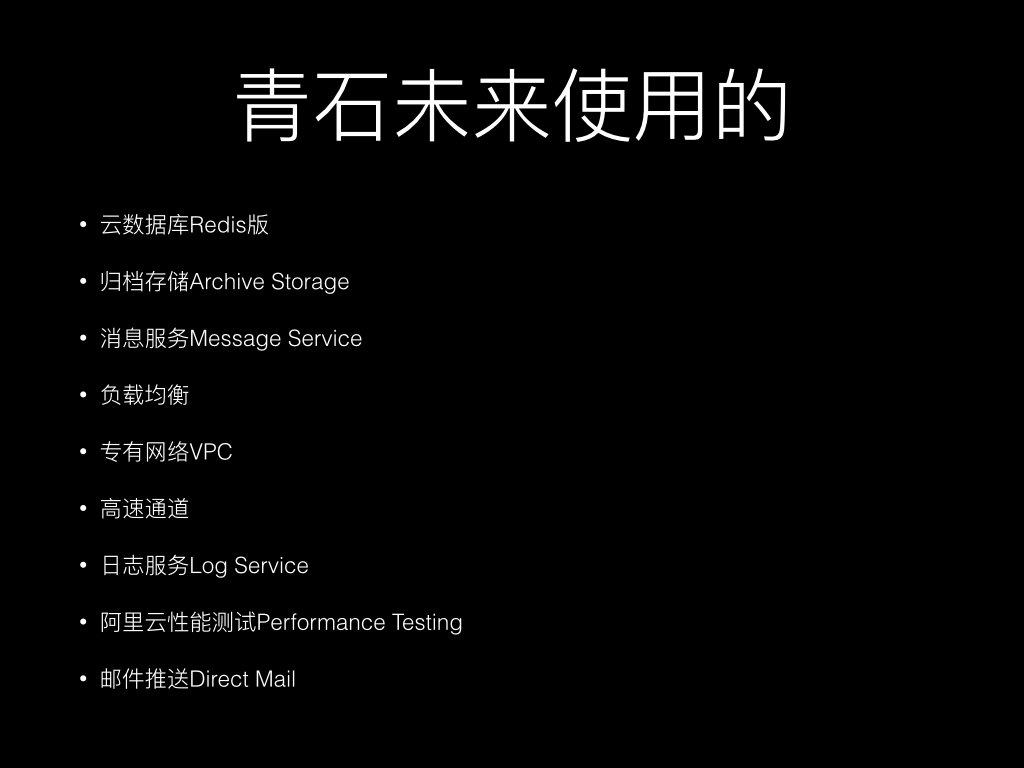 青石未来使用的
• 云数据库Redis版
• 归档存储Archive Storage
• 消息服务Message Service
• 负载均衡
• 专有网络VPC
• 高速通道
• 日志服务Log Service
• 阿里云性能测试Performance Testing
• 邮件推送Direct Mail